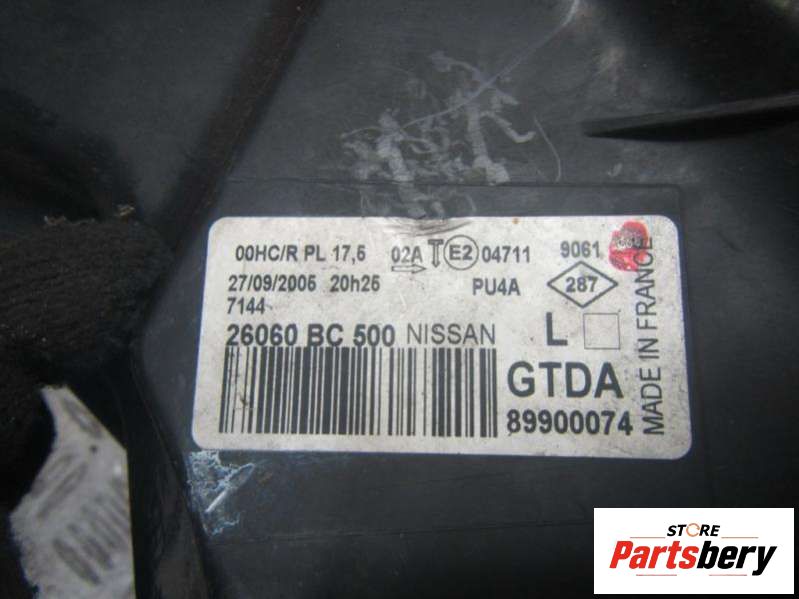 00HC/R PL 17,5 02A E2 04711 9061
27/09/2005 20h25 PU4A 287
7144
26060 BC 500 NISSAN L
GTDA
89900074
MADE IN FRANCE
STORE
Partsbery